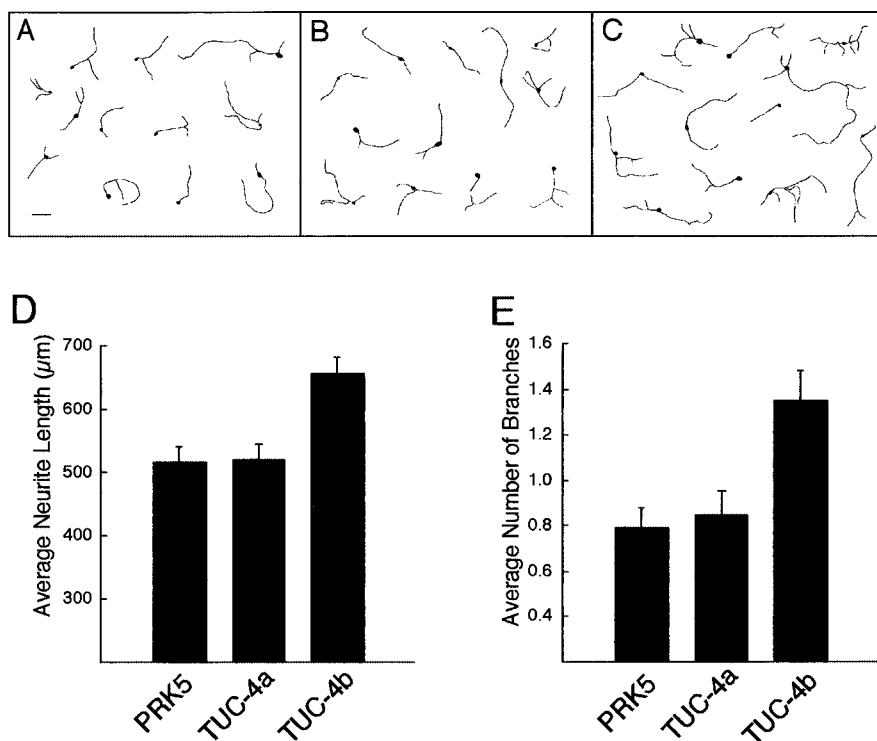 A
B
C
D
Average Neurite Length (µm)
700
600
500
400
300
PRK5
TUC-4a
TUC-4b
E
Average Number of Branches
1.6
1.4
1.2
1.0
0.8
0.6
0.4
PRK5
TUC-4a
TUC-4b